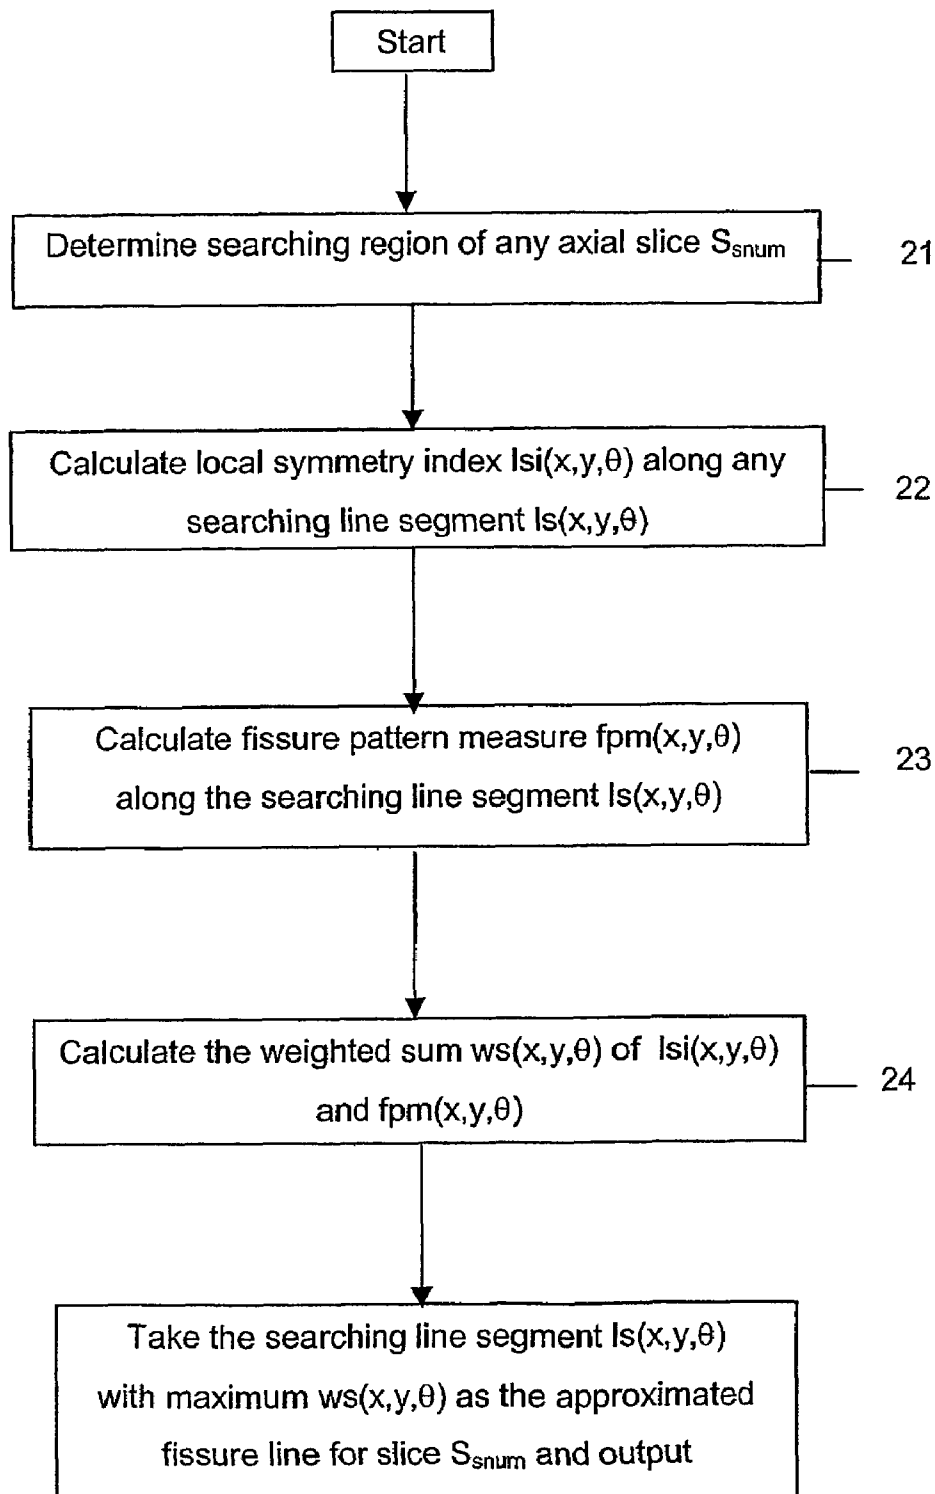 Start
Determine searching region of any axial slice Ssnum
21
Calculate local symmetry index lsi(x,y,θ) along any
searching line segment ls(x,y,θ)
22
Calculate fissure pattern measure fpm(x,y,θ)
along the searching line segment ls(x,y,θ)
23
Calculate the weighted sum ws(x,y,θ) of lsi(x,y,θ)
and fpm(x,y,θ)
24
Take the searching line segment ls(x,y,θ)
with maximum ws(x,y,θ) as the approximated
fissure line for slice Ssnum and output